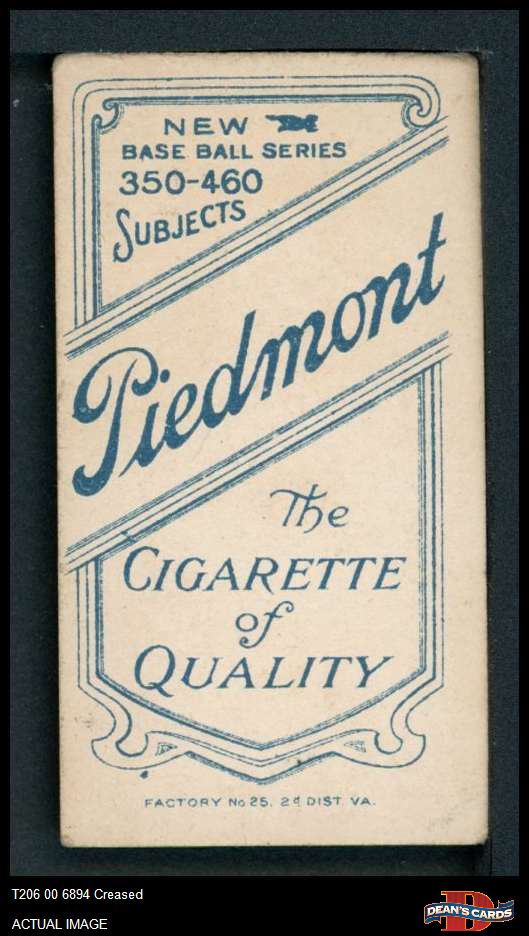 NEW
BASE BALL SERIES
350-460
SUBJECTS
Piedmont
The
CIGARETTE
of
QUALITY
FACTORY No 25. 2d DIST. VA.
T206 00 6894 Creased
ACTUAL IMAGE
D
DEAN'S CARDS